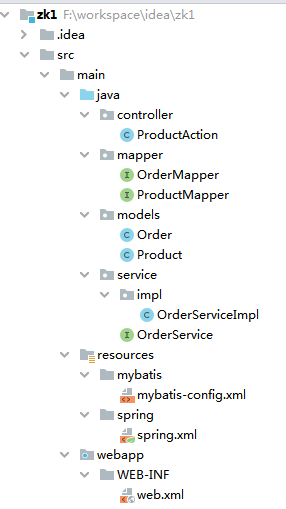 zk1 F:\workspace\idea\zk1
.idea
src
main
java
controller
ProductAction
mapper
OrderMapper
ProductMapper
models
Order
Product
service
impl
OrderServiceImpl
OrderService
resources
mybatis
mybatis-config.xml
spring
spring.xml
webapp
WEB-INF
web.xml